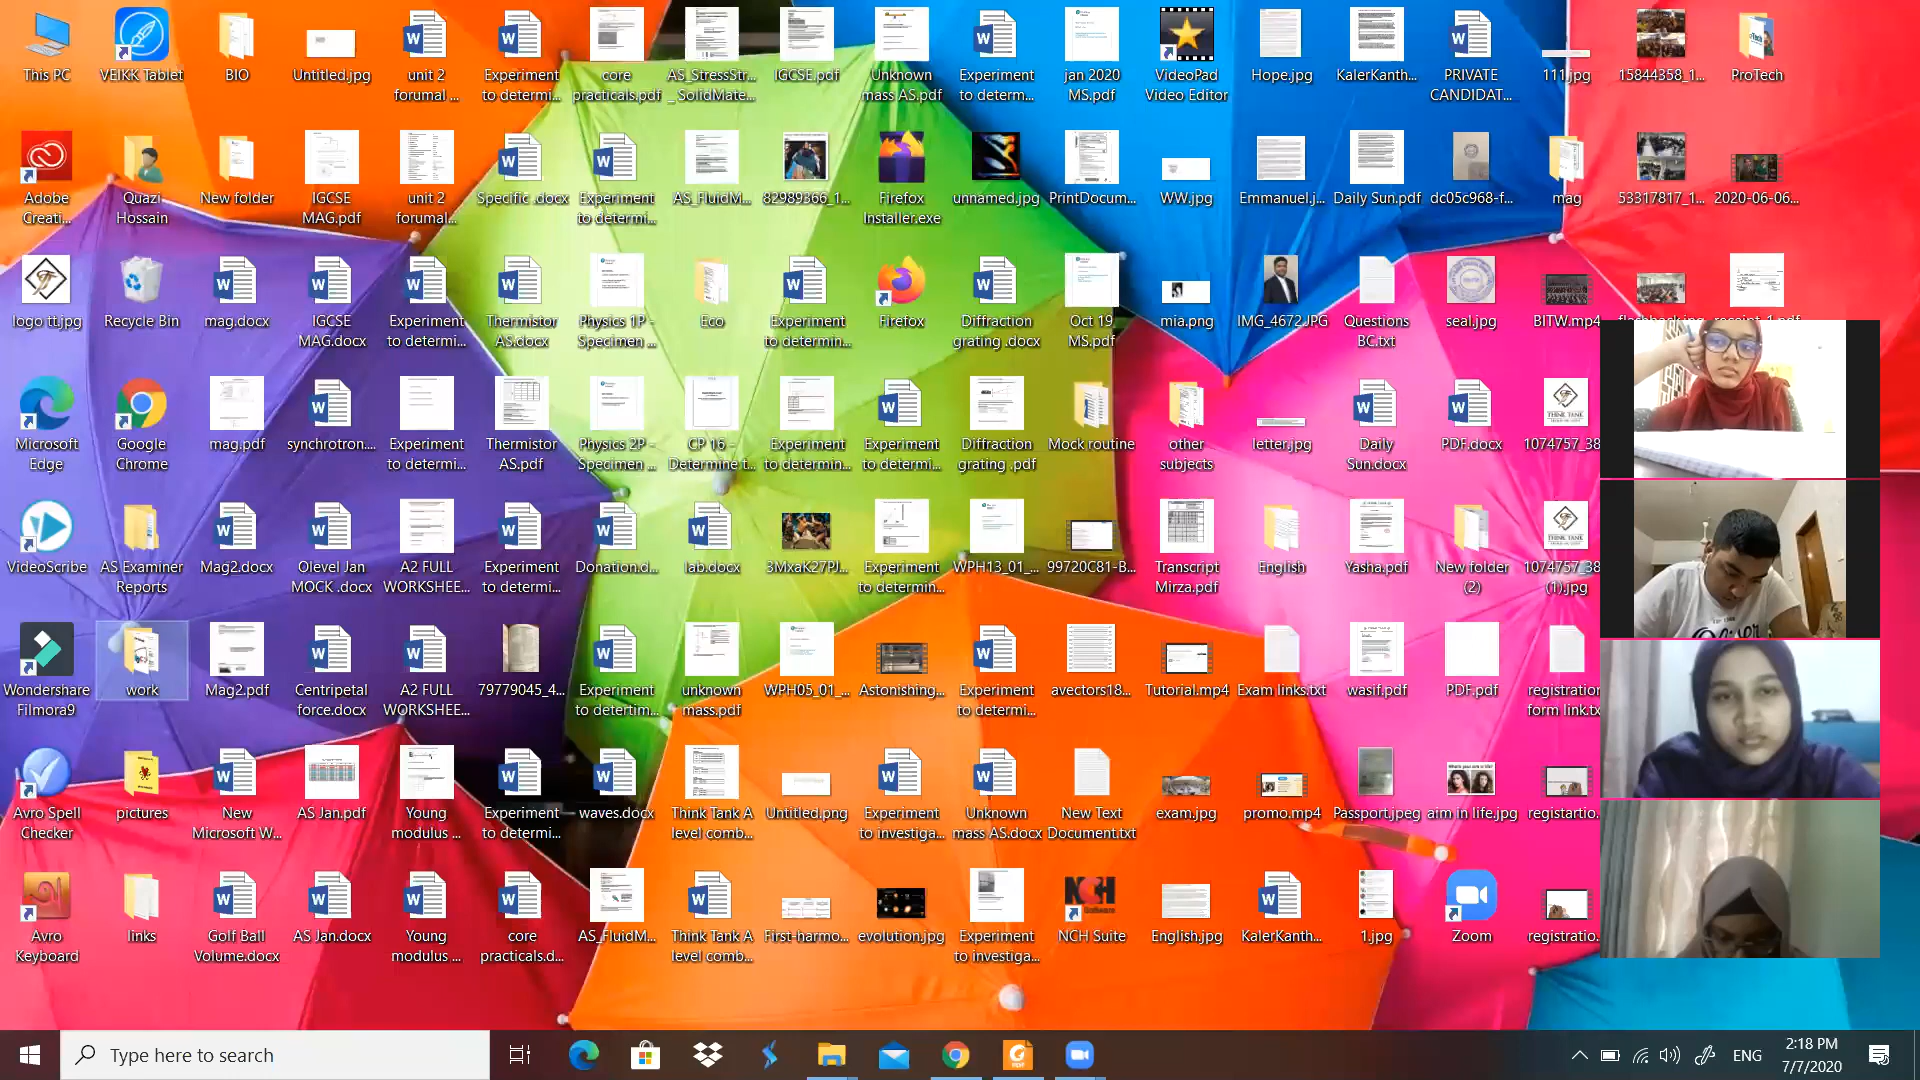 This PC
VEIKK Tablet
BIO
Untitled.jpg
unit 2
forumal ...
Experiment
to determi...
core
practicals.pdf
AS_StressStr...
_SolidMate...
IGCSE.pdf
Unknown
mass AS.pdf
Experiment
to determ...
jan 2020
MS.pdf
VideoPad
Video Editor
Hope.jpg
KalerKanth...
PRIVATE
CANDIDAT...
111.jpg
15844358_1...
ProTech
Adobe
Creati...
Quazi
Hossain
New folder
IGCSE
MAG.pdf
unit 2
forumal...
Specific .docx
Experiment
to determi...
AS_FluidM...
82989366_1...
Firefox
Installer.exe
unnamed.jpg
PrintDocum...
WW.jpg
Emmanuel.j...
Daily Sun.pdf
dc05c968-f...
mag
53317817_1...
2020-06-06...
logo tt.jpg
Recycle Bin
mag.docx
IGCSE
MAG.docx
Experiment
to determi...
Thermistor
AS.docx
Physics 1P -
Specimen ...
Eco
Experiment
to determin...
Firefox
Diffraction
grating .docx
Oct 19
MS.pdf
mia.png
IMG_4672.JPG
Questions
BC.txt
seal.jpg
BITW.mp4
Microsoft
Edge
Google
Chrome
mag.pdf
synchrotron....
Experiment
to determi...
Thermistor
AS.pdf
Physics 2P -
Specimen ...
CP 16 -
Determine t...
Experiment
to determin...
Experiment
to determi...
Diffraction
grating .pdf
Mock routine
other
subjects
letter.jpg
Daily
Sun.docx
PDF.docx
THINK TANK
1074757_38
VideoScribe
AS Examiner
Reports
Mag2.docx
Olevel Jan
MOCK .docx
A2 FULL
WORKSHEE...
Experiment
to determi...
Donation.d...
lab.docx
3MxaK27PJ...
Experiment
to determin...
WPH13_01_...
99720C81-B...
Transcript
Mirza.pdf
English
Yasha.pdf
New folder
(2)
THINK TANK
1074757_38
(1).jpg
Wondershare
Filmora9
work
Mag2.pdf
Centripetal
force.docx
A2 FULL
WORKSHEE...
79779045_4...
Experiment
to detertim...
unknown
mass.pdf
WPH05_01_...
Astonishing...
Experiment
to determi...
avectors18...
Tutorial.mp4
Exam links.txt
wasif.pdf
PDF.pdf
registration
form link.tx
Avro Spell
Checker
pictures
New
Microsoft W...
AS Jan.pdf
Young
modulus ...
Experiment
to determi...
waves.docx
Think Tank A
level comb...
Untitled.png
Experiment
to investiga...
Unknown
mass AS.docx
New Text
Document.txt
exam.jpg
promo.mp4
Passport.jpeg
aim in life.jpg
registartio.
Avro
Keyboard
links
Golf Ball
Volume.docx
AS Jan.docx
Young
modulus ...
core
practicals.d...
AS_FluidM...
Think Tank A
level comb...
First-harmo...
evolution.jpg
Experiment
to investiga...
NCH Suite
English.jpg
KalerKanth...
1.jpg
Zoom
registratio.
Type here to search
ENG
2:18 PM
7/7/2020